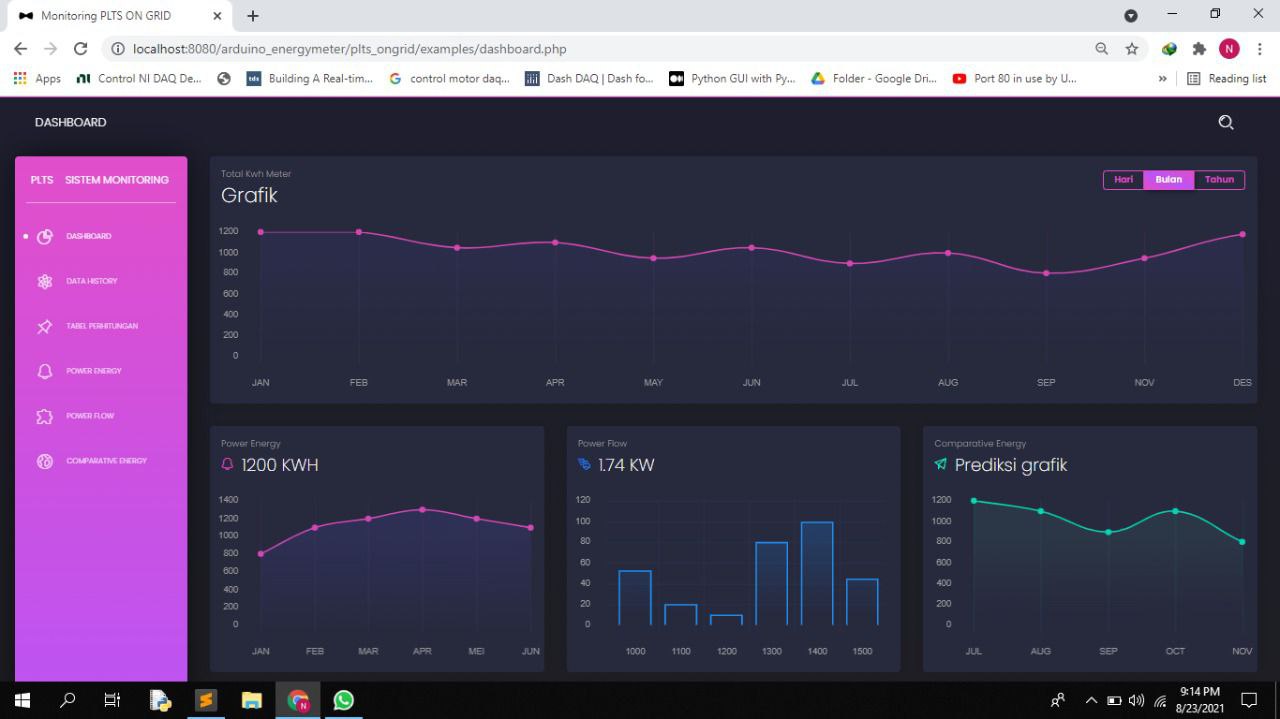 Monitoring PLTS ON GRID
localhost:8080/arduino_energymeter/plts_ongrid/examples/dashboard.php
N
Apps Control NI DAQ De... Building A Real-tim... control motor daq... Dash DAQ | Dash fo... Python GUI with Py... Folder - Google Dri... Port 80 in use by U... » Reading list
DASHBOARD
PLTS SISTEM MONITORING
DASHBOARD
DATA HISTORY
TABEL PERHITUNGAN
POWER ENERGY
POWER FLOW
COMPARATIVE ENERGY
Total Kwh Meter
Grafik
Hari Bulan Tahun
1200
1000
800
600
400
200
0
JAN FEB MAR APR MAY JUN JUL AUG SEP NOV DES
Power Energy
1200 KWH
1400
1200
1000
800
600
400
200
0
JAN FEB MAR APR MEI JUN
Power Flow
1.74 KW
120
100
80
60
40
20
0
1000 1100 1200 1300 1400 1500
Comparative Energy
Prediksi grafik
1200
1000
800
600
400
200
0
JUL AUG SEP OCT NOV
N
9:14 PM
8/23/2021